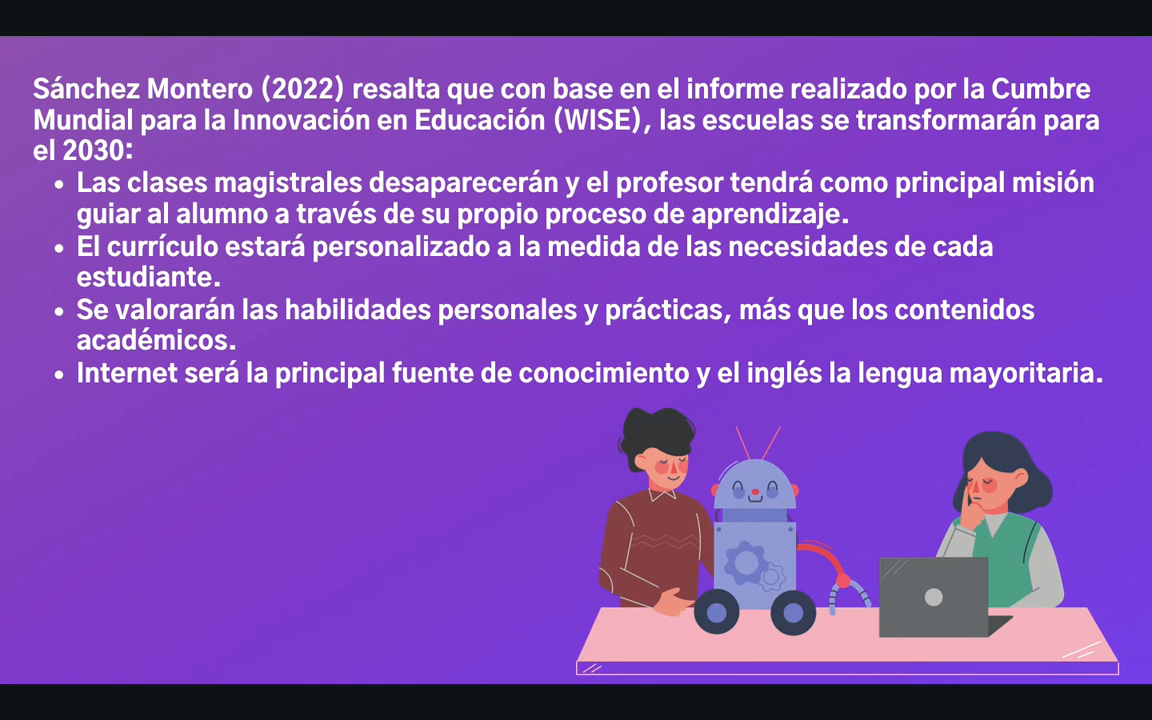 Sánchez Montero (2022) resalta que con base en el informe realizado por la Cumbre
Mundial para la Innovación en Educación (WISE), las escuelas se transformarán para
el 2030:
• Las clases magistrales desaparecerán y el profesor tendrá como principal misión
guiar al alumno a través de su propio proceso de aprendizaje.
• El currículo estará personalizado a la medida de las necesidades de cada
estudiante.
• Se valorarán las habilidades personales y prácticas, más que los contenidos
académicos.
• Internet será la principal fuente de conocimiento y el inglés la lengua mayoritaria.